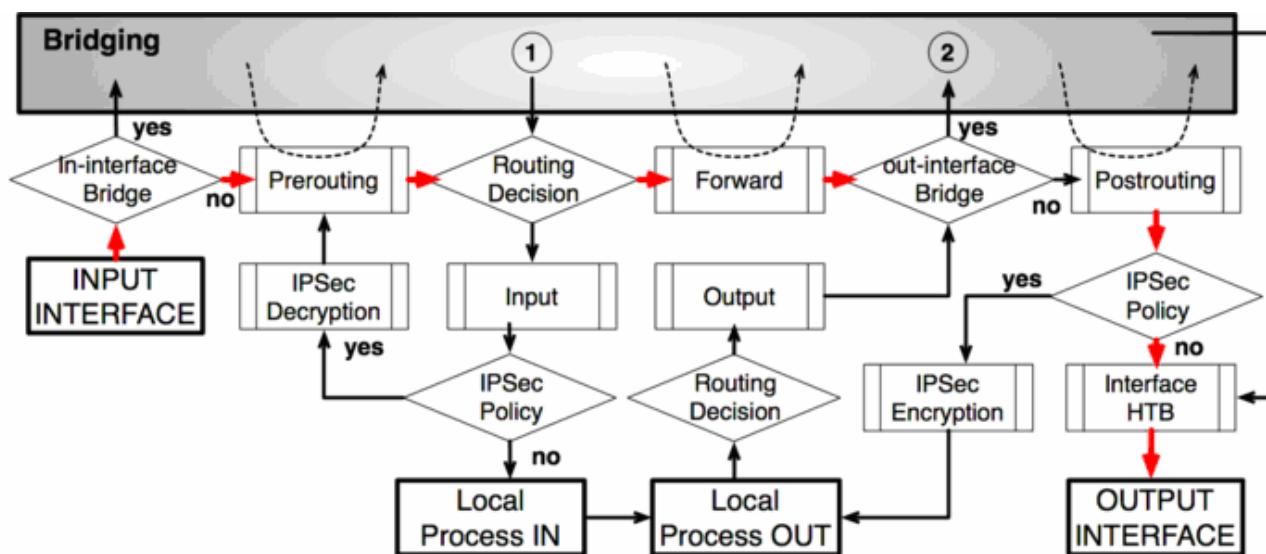 Bridging
1
2
yes
yes
In-interface
Bridge
no
Prerouting
Routing
Decision
Forward
out-interface
Bridge
no
Postrouting
INPUT
INTERFACE
IPSec
Decryption
Input
Output
yes
IPSec
Policy
yes
no
IPSec
Policy
Routing
Decision
IPSec
Encryption
Interface
HTB
no
Local
Process IN
Local
Process OUT
OUTPUT
INTERFACE